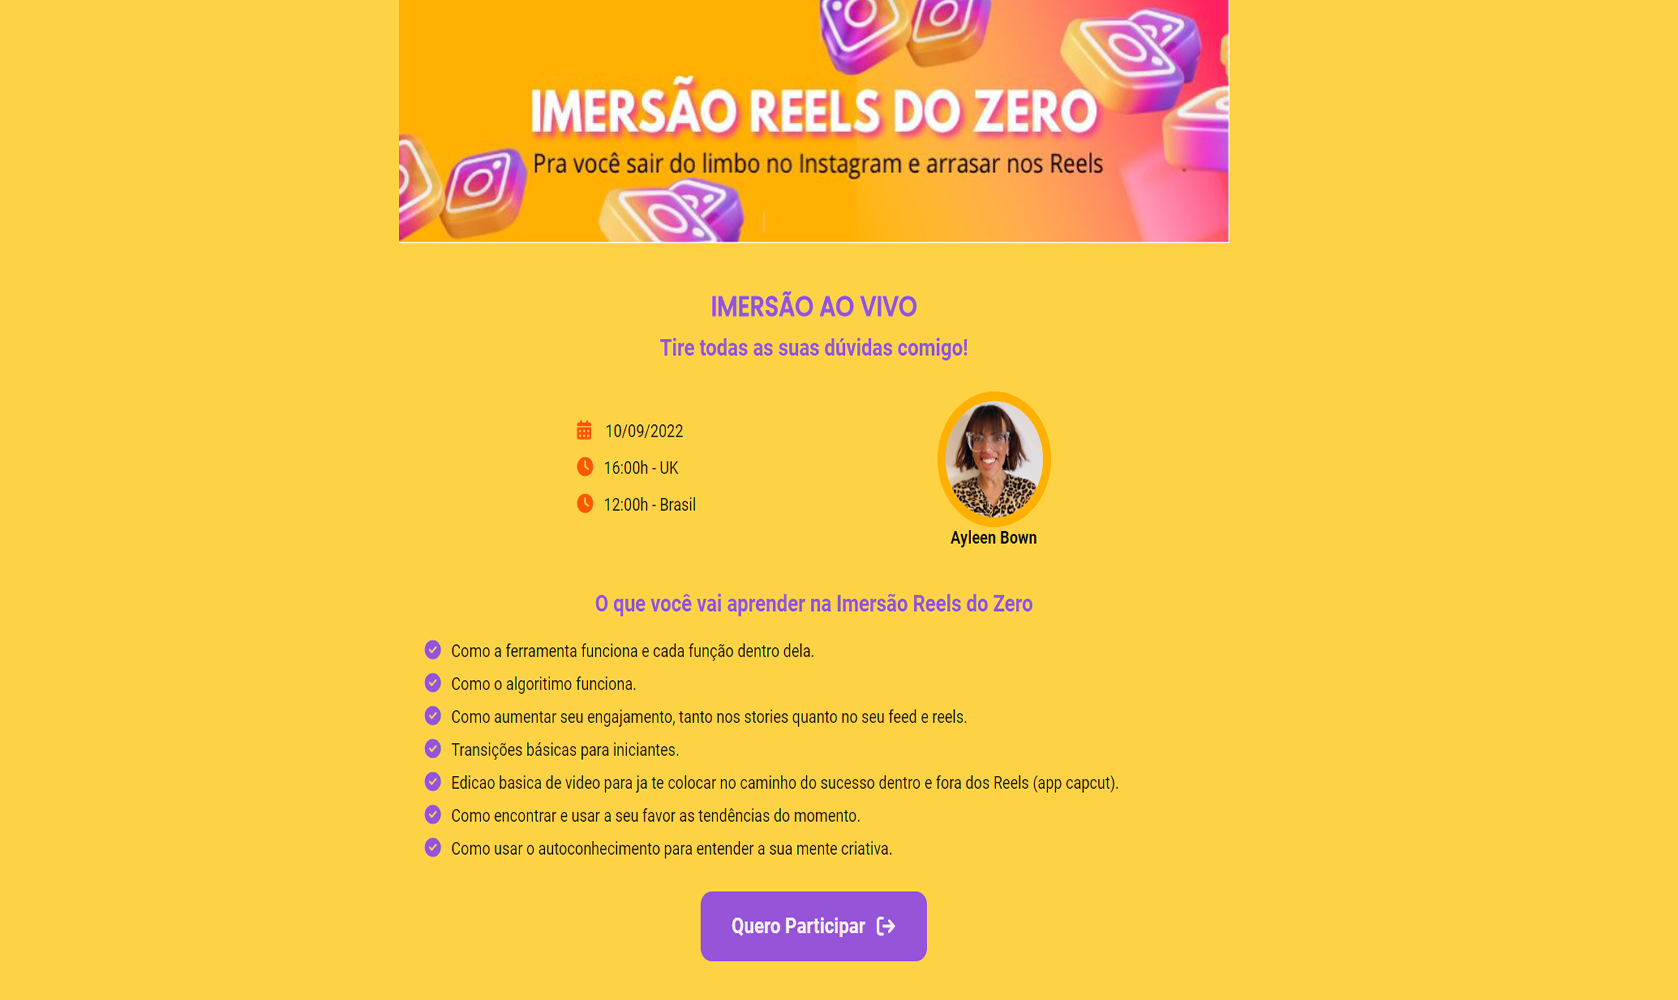 IMERSÃO REELS DO ZERO
Pra você sair do limbo no Instagram e arrasar nos Reels
IMERSÃO AO VIVO
Tire todas as suas dúvidas comigo!
10/09/2022
16:00h - UK
12:00h - Brasil
Ayleen Bown
O que você vai aprender na Imersão Reels do Zero
Como a ferramenta funciona e cada função dentro dela.
Como o algoritimo funciona.
Como aumentar seu engajamento, tanto nos stories quanto no seu feed e reels.
Transições básicas para iniciantes.
Edicao basica de video para ja te colocar no caminho do sucesso dentro e fora dos Reels (app capcut).
Como encontrar e usar a seu favor as tendências do momento.
Como usar o autoconhecimento para entender a sua mente criativa.
Quero Participar